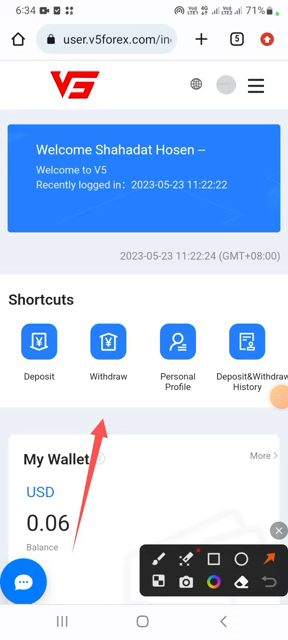 6:34
71%
user.v5forex.com/in
5
V5
Welcome Shahadat Hosen --
Welcome to V5
Recently logged in: 2023-05-23 11:22:22
2023-05-23 11:22:24 (GMT+08:00)
Shortcuts
Deposit
Withdraw
Personal
Profile
Deposit&Withdraw
History
My Wallet
More
USD
0.06
Balance